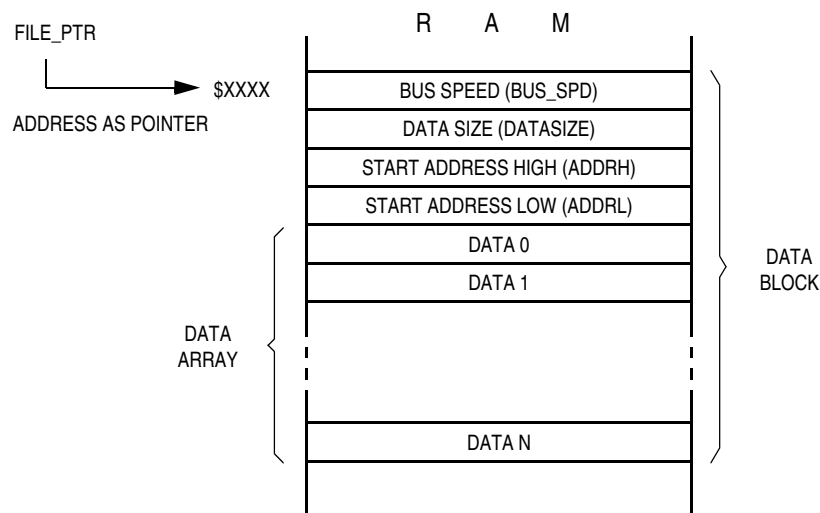 R A M
FILE_PTR
$XXXX
ADDRESS AS POINTER
BUS SPEED (BUS_SPD)
DATA SIZE (DATASIZE)
START ADDRESS HIGH (ADDRH)
START ADDRESS LOW (ADDRL)
DATA 0
DATA 1
DATA
BLOCK
DATA
ARRAY
DATA N